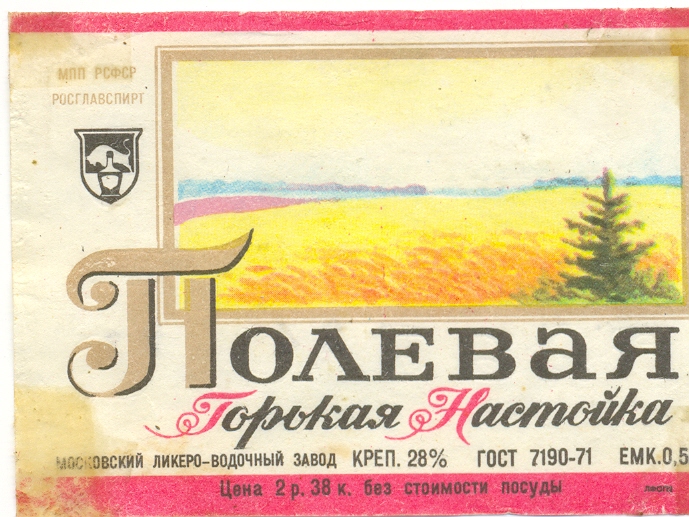 МПП РСФСР
РОСГЛАВСПИРТ
Полевая
Горькая Настойка
МОСКОВСКИЙ ЛИКЕРО-ВОДОЧНЫЙ ЗАВОД КРЕП. 28% ГОСТ 7190-71 ЕМК.0,5
Цена 2 р. 38 к. без стоимости посуды